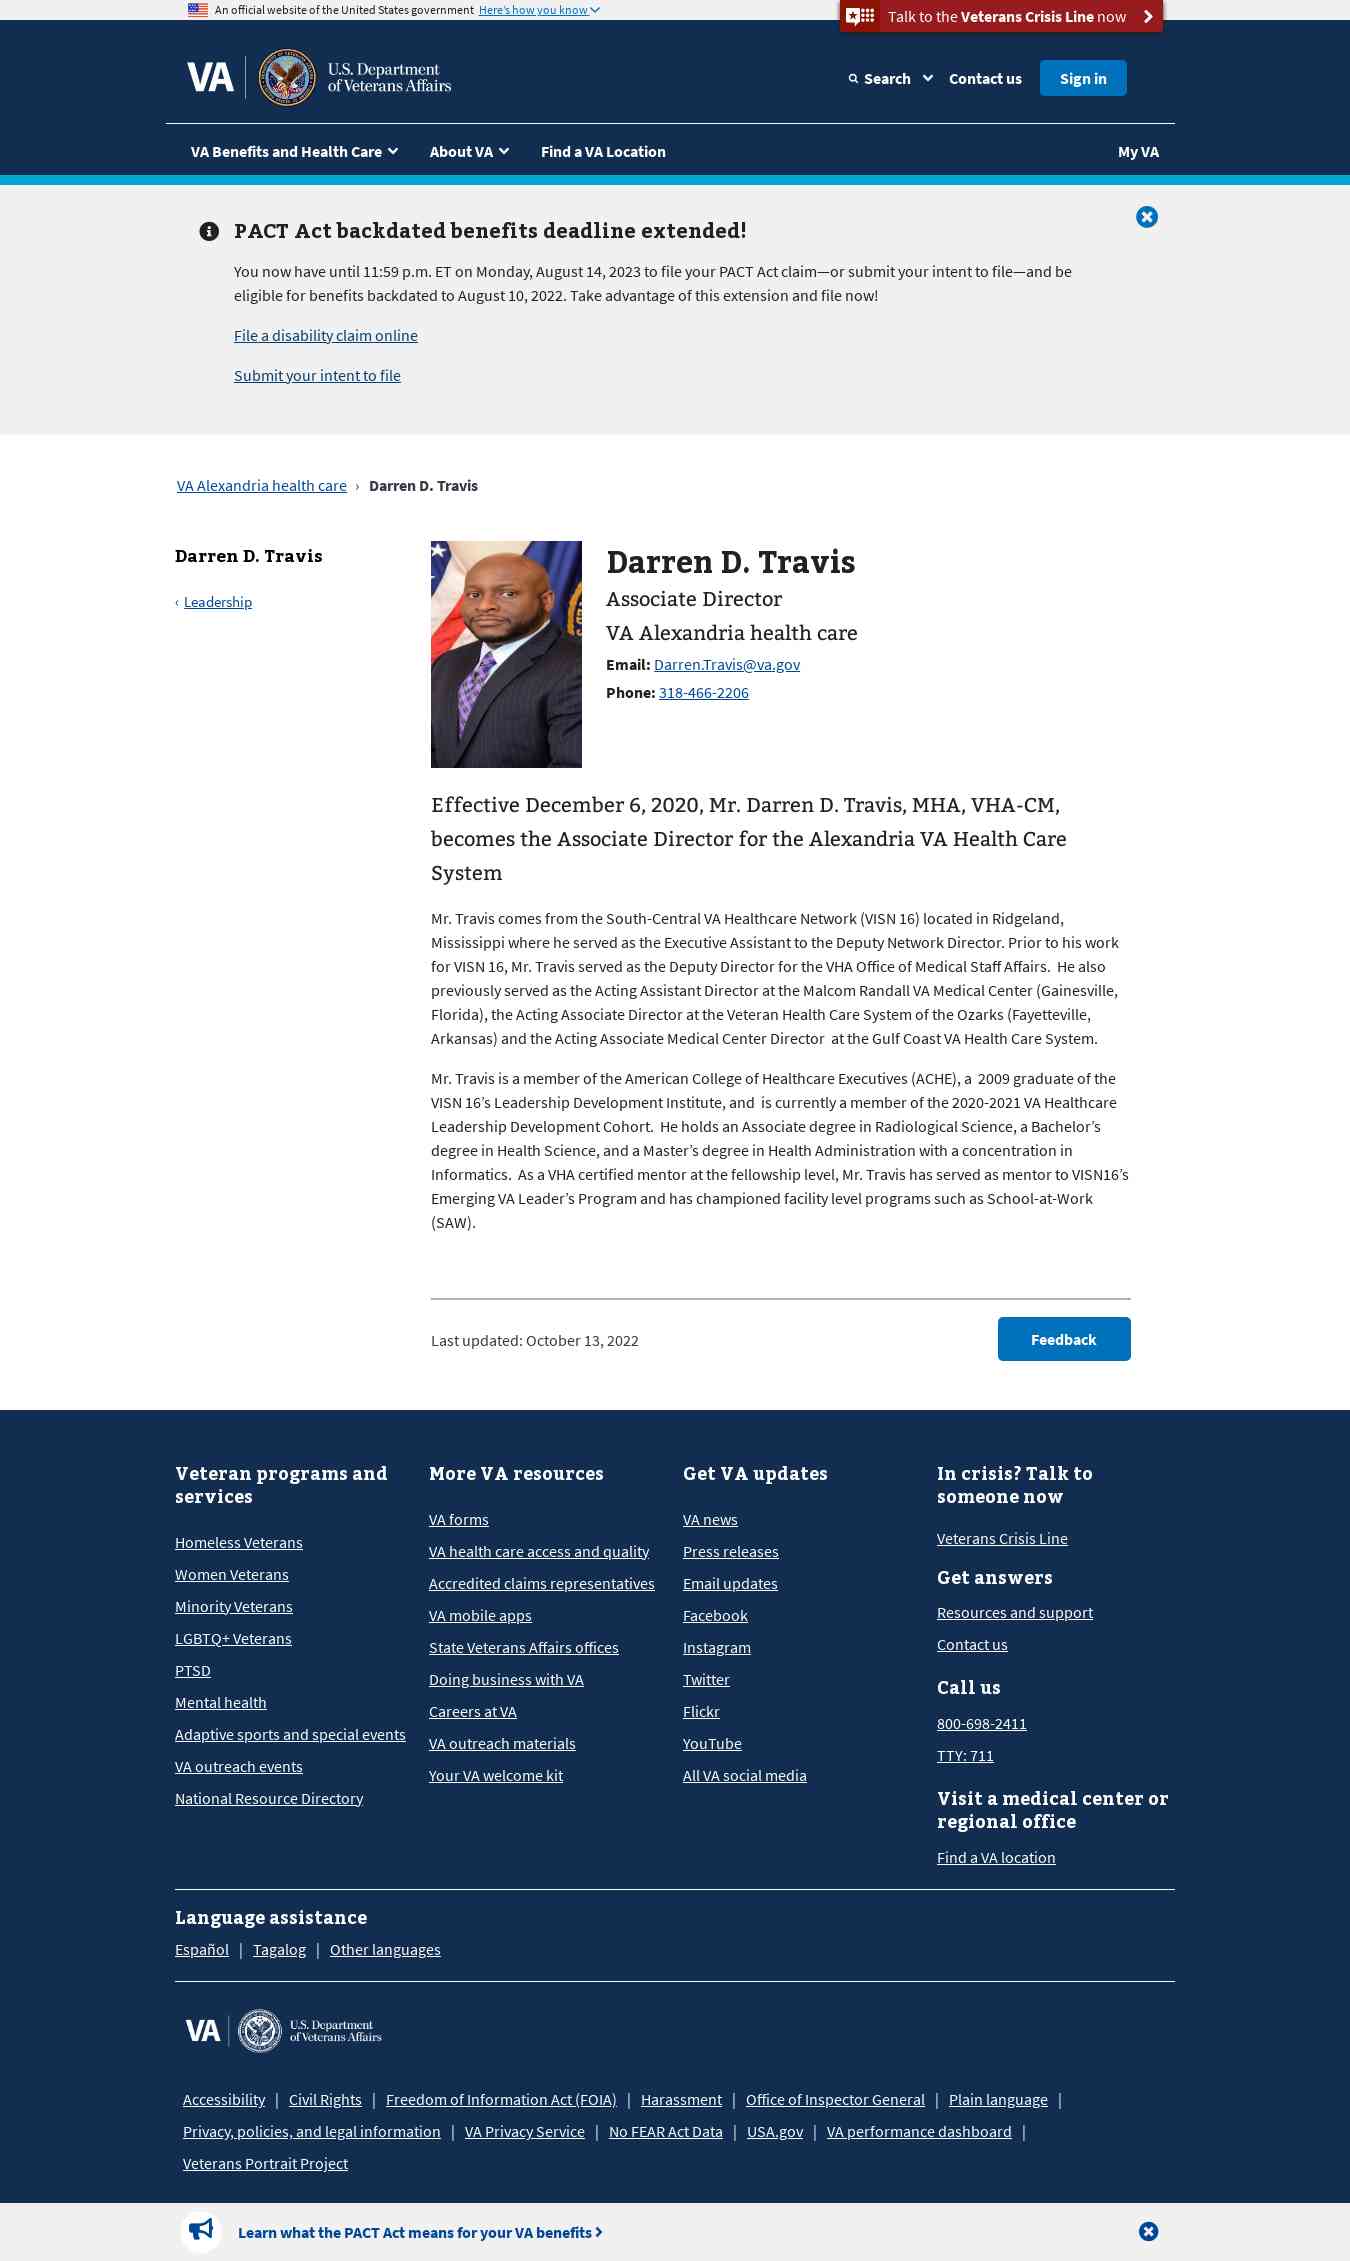 An official website of the United States government Here's how you know
Talk to the Veterans Crisis Line now
VA
U.S. Department
of Veterans Affairs
Search
Contact us
Sign in
VA Benefits and Health Care
About VA
Find a VA Location
My VA
PACT Act backdated benefits deadline extended!
You now have until 11:59 p.m. ET on Monday, August 14, 2023 to file your PACT Act claim—or submit your intent to file—and be
eligible for benefits backdated to August 10, 2022. Take advantage of this extension and file now!
File a disability claim online
Submit your intent to file
VA Alexandria health care › Darren D. Travis
Darren D. Travis
‹ Leadership
Darren D. Travis
Associate Director
VA Alexandria health care
Email: Darren.Travis@va.gov
Phone: 318-466-2206
Effective December 6, 2020, Mr. Darren D. Travis, MHA, VHA-CM,
becomes the Associate Director for the Alexandria VA Health Care
System
Mr. Travis comes from the South-Central VA Healthcare Network (VISN 16) located in Ridgeland,
Mississippi where he served as the Executive Assistant to the Deputy Network Director. Prior to his work
for VISN 16, Mr. Travis served as the Deputy Director for the VHA Office of Medical Staff Affairs.  He also
previously served as the Acting Assistant Director at the Malcom Randall VA Medical Center (Gainesville,
Florida), the Acting Associate Director at the Veteran Health Care System of the Ozarks (Fayetteville,
Arkansas) and the Acting Associate Medical Center Director  at the Gulf Coast VA Health Care System.
Mr. Travis is a member of the American College of Healthcare Executives (ACHE), a  2009 graduate of the
VISN 16’s Leadership Development Institute, and  is currently a member of the 2020-2021 VA Healthcare
Leadership Development Cohort.  He holds an Associate degree in Radiological Science, a Bachelor’s
degree in Health Science, and a Master’s degree in Health Administration with a concentration in
Informatics.  As a VHA certified mentor at the fellowship level, Mr. Travis has served as mentor to VISN16’s
Emerging VA Leader’s Program and has championed facility level programs such as School-at-Work
(SAW).
Last updated: October 13, 2022
Feedback
Veteran programs and
services
Homeless Veterans
Women Veterans
Minority Veterans
LGBTQ+ Veterans
PTSD
Mental health
Adaptive sports and special events
VA outreach events
National Resource Directory
More VA resources
VA forms
VA health care access and quality
Accredited claims representatives
VA mobile apps
State Veterans Affairs offices
Doing business with VA
Careers at VA
VA outreach materials
Your VA welcome kit
Get VA updates
VA news
Press releases
Email updates
Facebook
Instagram
Twitter
Flickr
YouTube
All VA social media
In crisis? Talk to
someone now
Veterans Crisis Line
Get answers
Resources and support
Contact us
Call us
800-698-2411
TTY: 711
Visit a medical center or
regional office
Find a VA location
Language assistance
Español | Tagalog | Other languages
VA
U.S. Department
of Veterans Affairs
Accessibility | Civil Rights | Freedom of Information Act (FOIA) | Harassment | Office of Inspector General | Plain language |
Privacy, policies, and legal information | VA Privacy Service | No FEAR Act Data | USA.gov | VA performance dashboard |
Veterans Portrait Project
Learn what the PACT Act means for your VA benefits